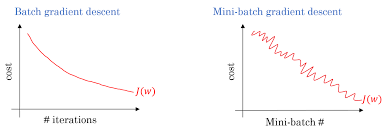 Batch gradient descent
cost
J(w)
# iterations
Mini-batch gradient descent
cost
J(w)
Mini-batch #